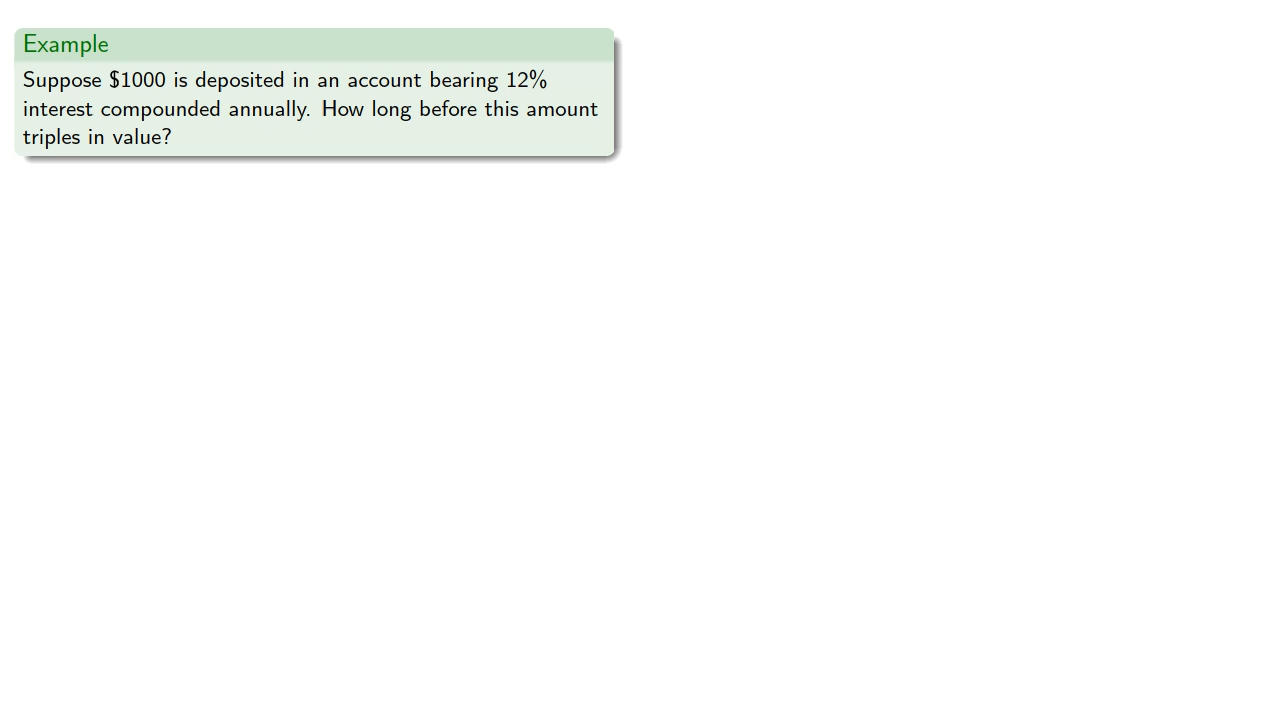 Example
Suppose $1000 is deposited in an account bearing 12%
interest compounded annually. How long before this amount
triples in value?